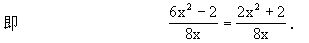 即 (6x² − 2)/(8x) = (2x² + 2)/(8x).